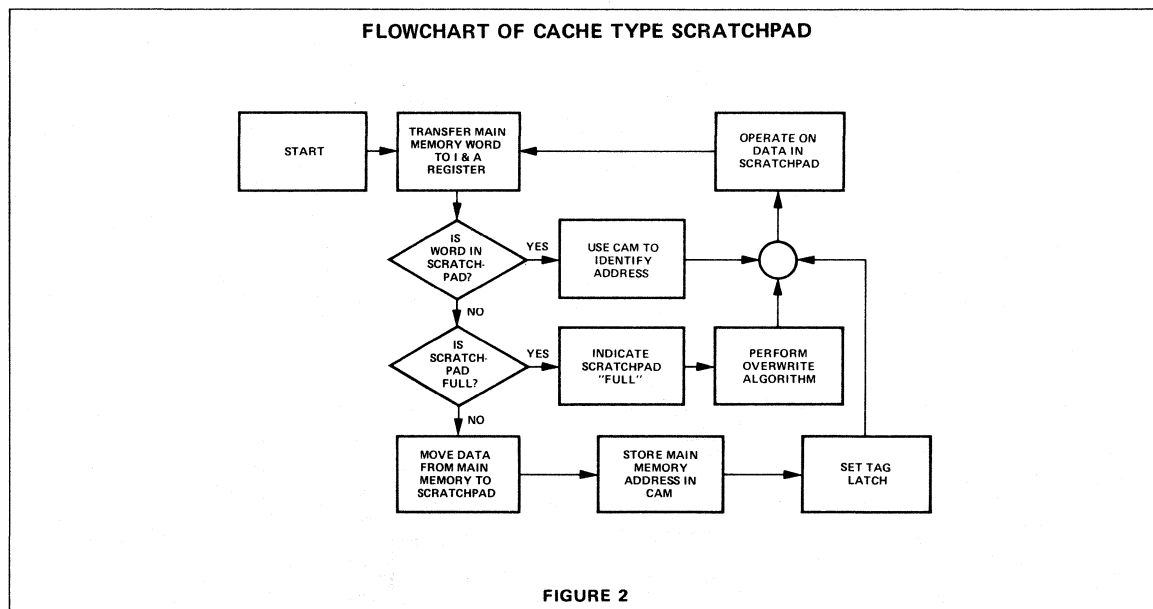 FLOWCHART OF CACHE TYPE SCRATCHPAD
START
TRANSFER MAIN
MEMORY WORD
TO I & A
REGISTER
OPERATE ON
DATA IN
SCRATCHPAD
IS
WORD IN
SCRATCH-
PAD?
YES
USE CAM TO
IDENTIFY
ADDRESS
NO
IS
SCRATCH-
PAD
FULL?
YES
INDICATE
SCRATCHPAD
"FULL"
PERFORM
OVERWRITE
ALGORITHM
NO
MOVE DATA
FROM MAIN
MEMORY TO
SCRATCHPAD
STORE MAIN
MEMORY
ADDRESS IN
CAM
SET TAG
LATCH
FIGURE 2